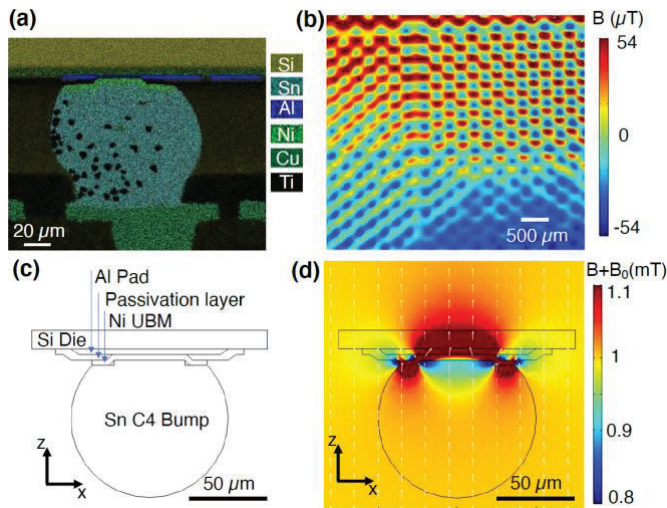 (a)
Si
Sn
Al
Ni
Cu
Ti
20 µm
(b)
B (µT)
54
0
-54
500 µm
(c)
Al Pad
Passivation layer
Ni UBM
Si Die
Sn C4 Bump
z
x
50 µm
(d)
B+B₀(mT)
1.1
1
0.9
0.8
z
x
50 µm